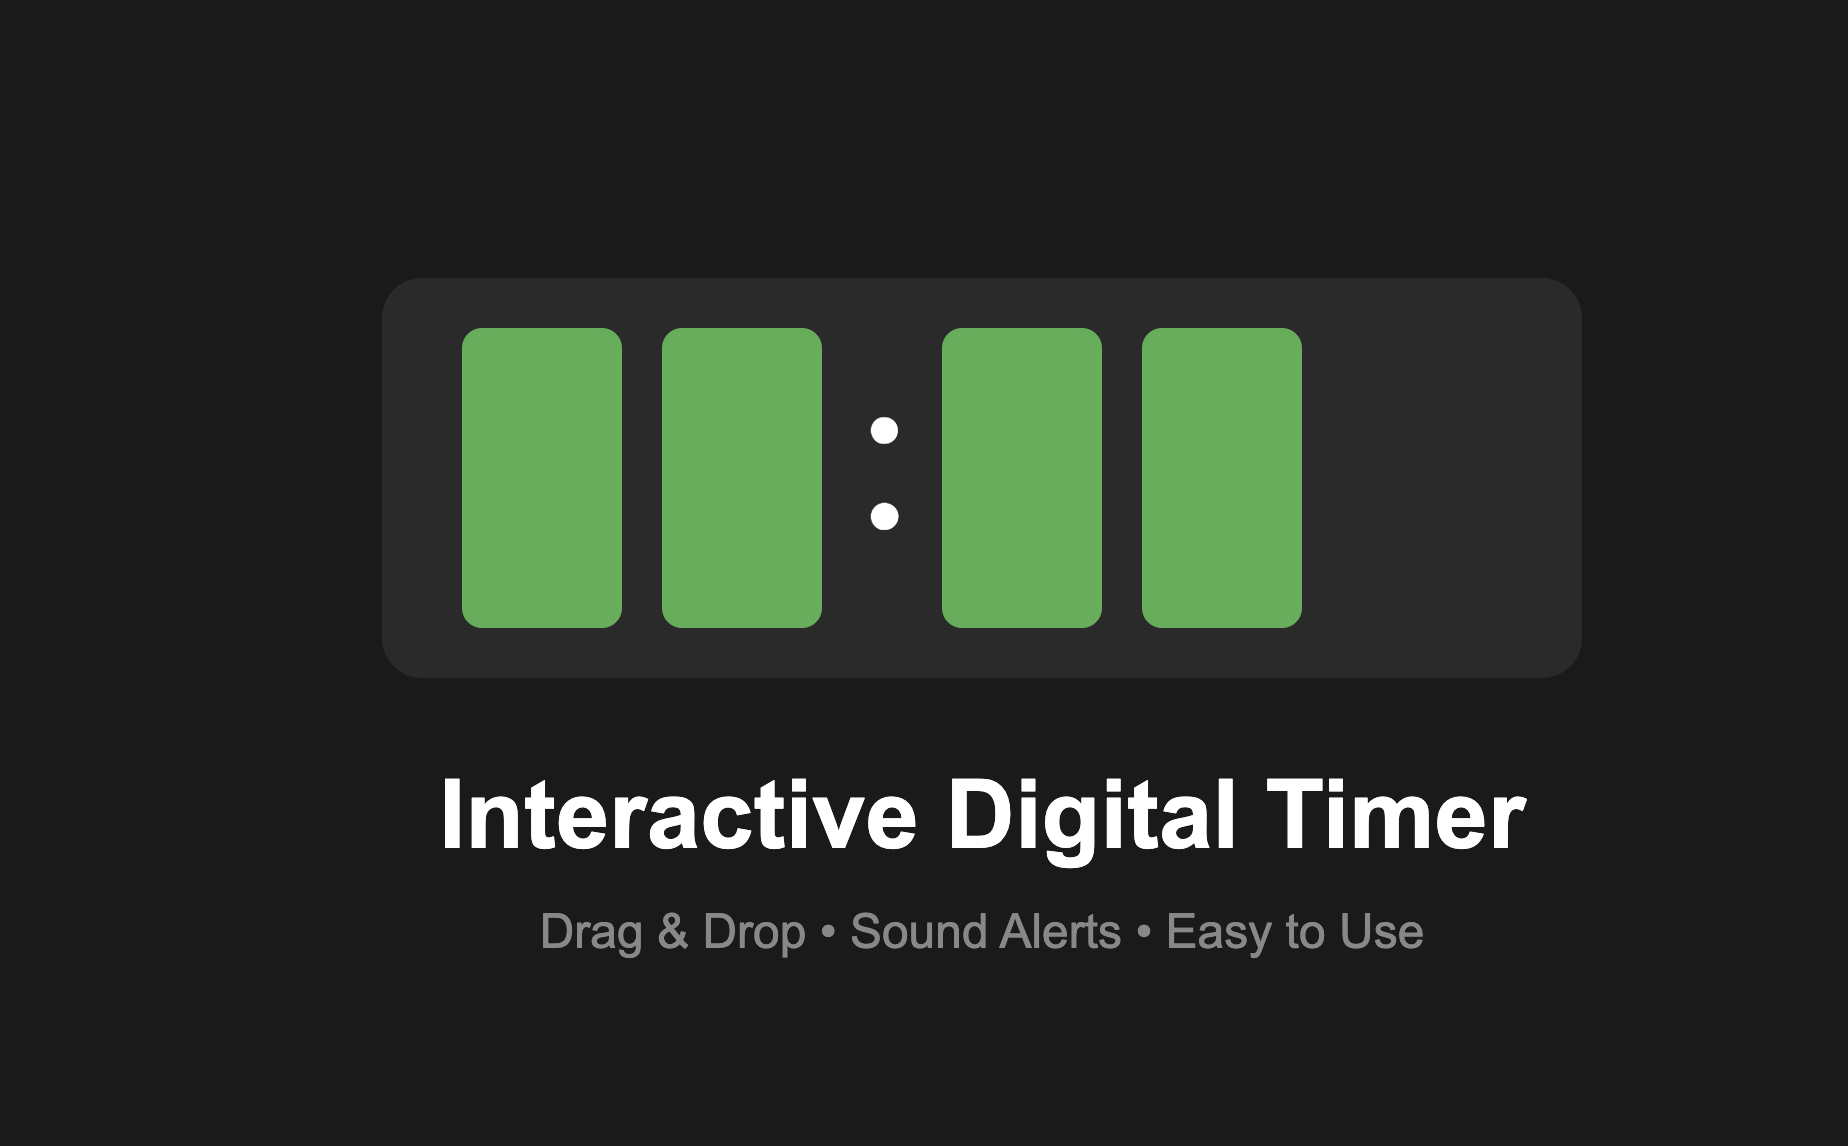 :
Interactive Digital Timer
Drag & Drop • Sound Alerts • Easy to Use